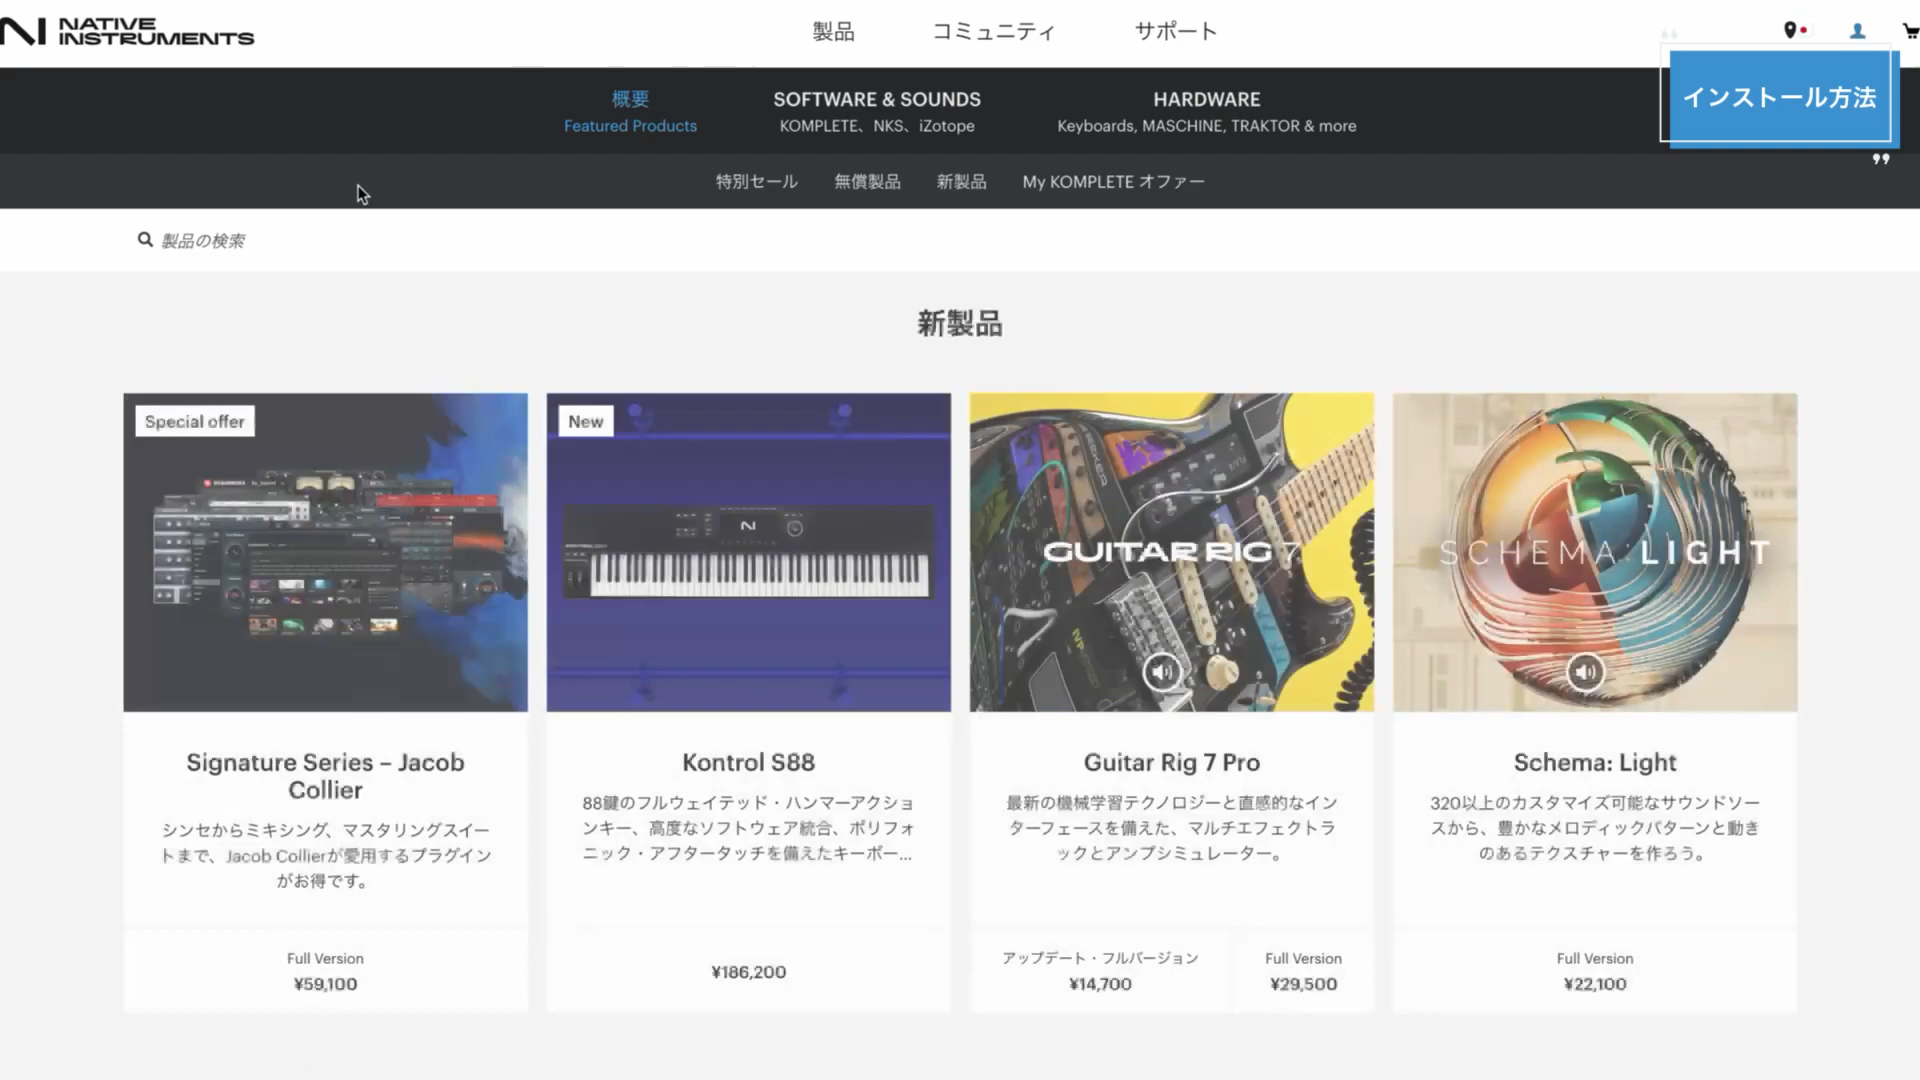 NATIVE
INSTRUMENTS
製品
コミュニティ
サポート
インストール方法
概要
Featured Products
SOFTWARE & SOUNDS
KOMPLETE、NKS、iZotope
HARDWARE
Keyboards, MASCHINE, TRAKTOR & more
特別セール
無償製品
新製品
My KOMPLETE オファー
製品の検索
新製品
Special offer
New
GUITAR RIG 7
SCHEMA: LIGHT
Signature Series – Jacob
Collier
シンセからミキシング、マスタリングスイー
トまで、Jacob Collierが愛用するプラグイン
がお得です。
Full Version
¥59,100
Kontrol S88
88鍵のフルウェイテッド・ハンマーアクショ
ンキー、高度なソフトウェア統合、ポリフォ
ニック・アフタータッチを備えたキーボー...
¥186,200
Guitar Rig 7 Pro
最新の機械学習テクノロジーと直感的なイン
ターフェースを備えた、マルチエフェクトラ
ックとアンプシミュレーター。
アップデート・フルバージョン
¥14,700
Full Version
¥29,500
Schema: Light
320以上のカスタマイズ可能なサウンドソー
スから、豊かなメロディックパターンと動き
のあるテクスチャーを作ろう。
Full Version
¥22,100